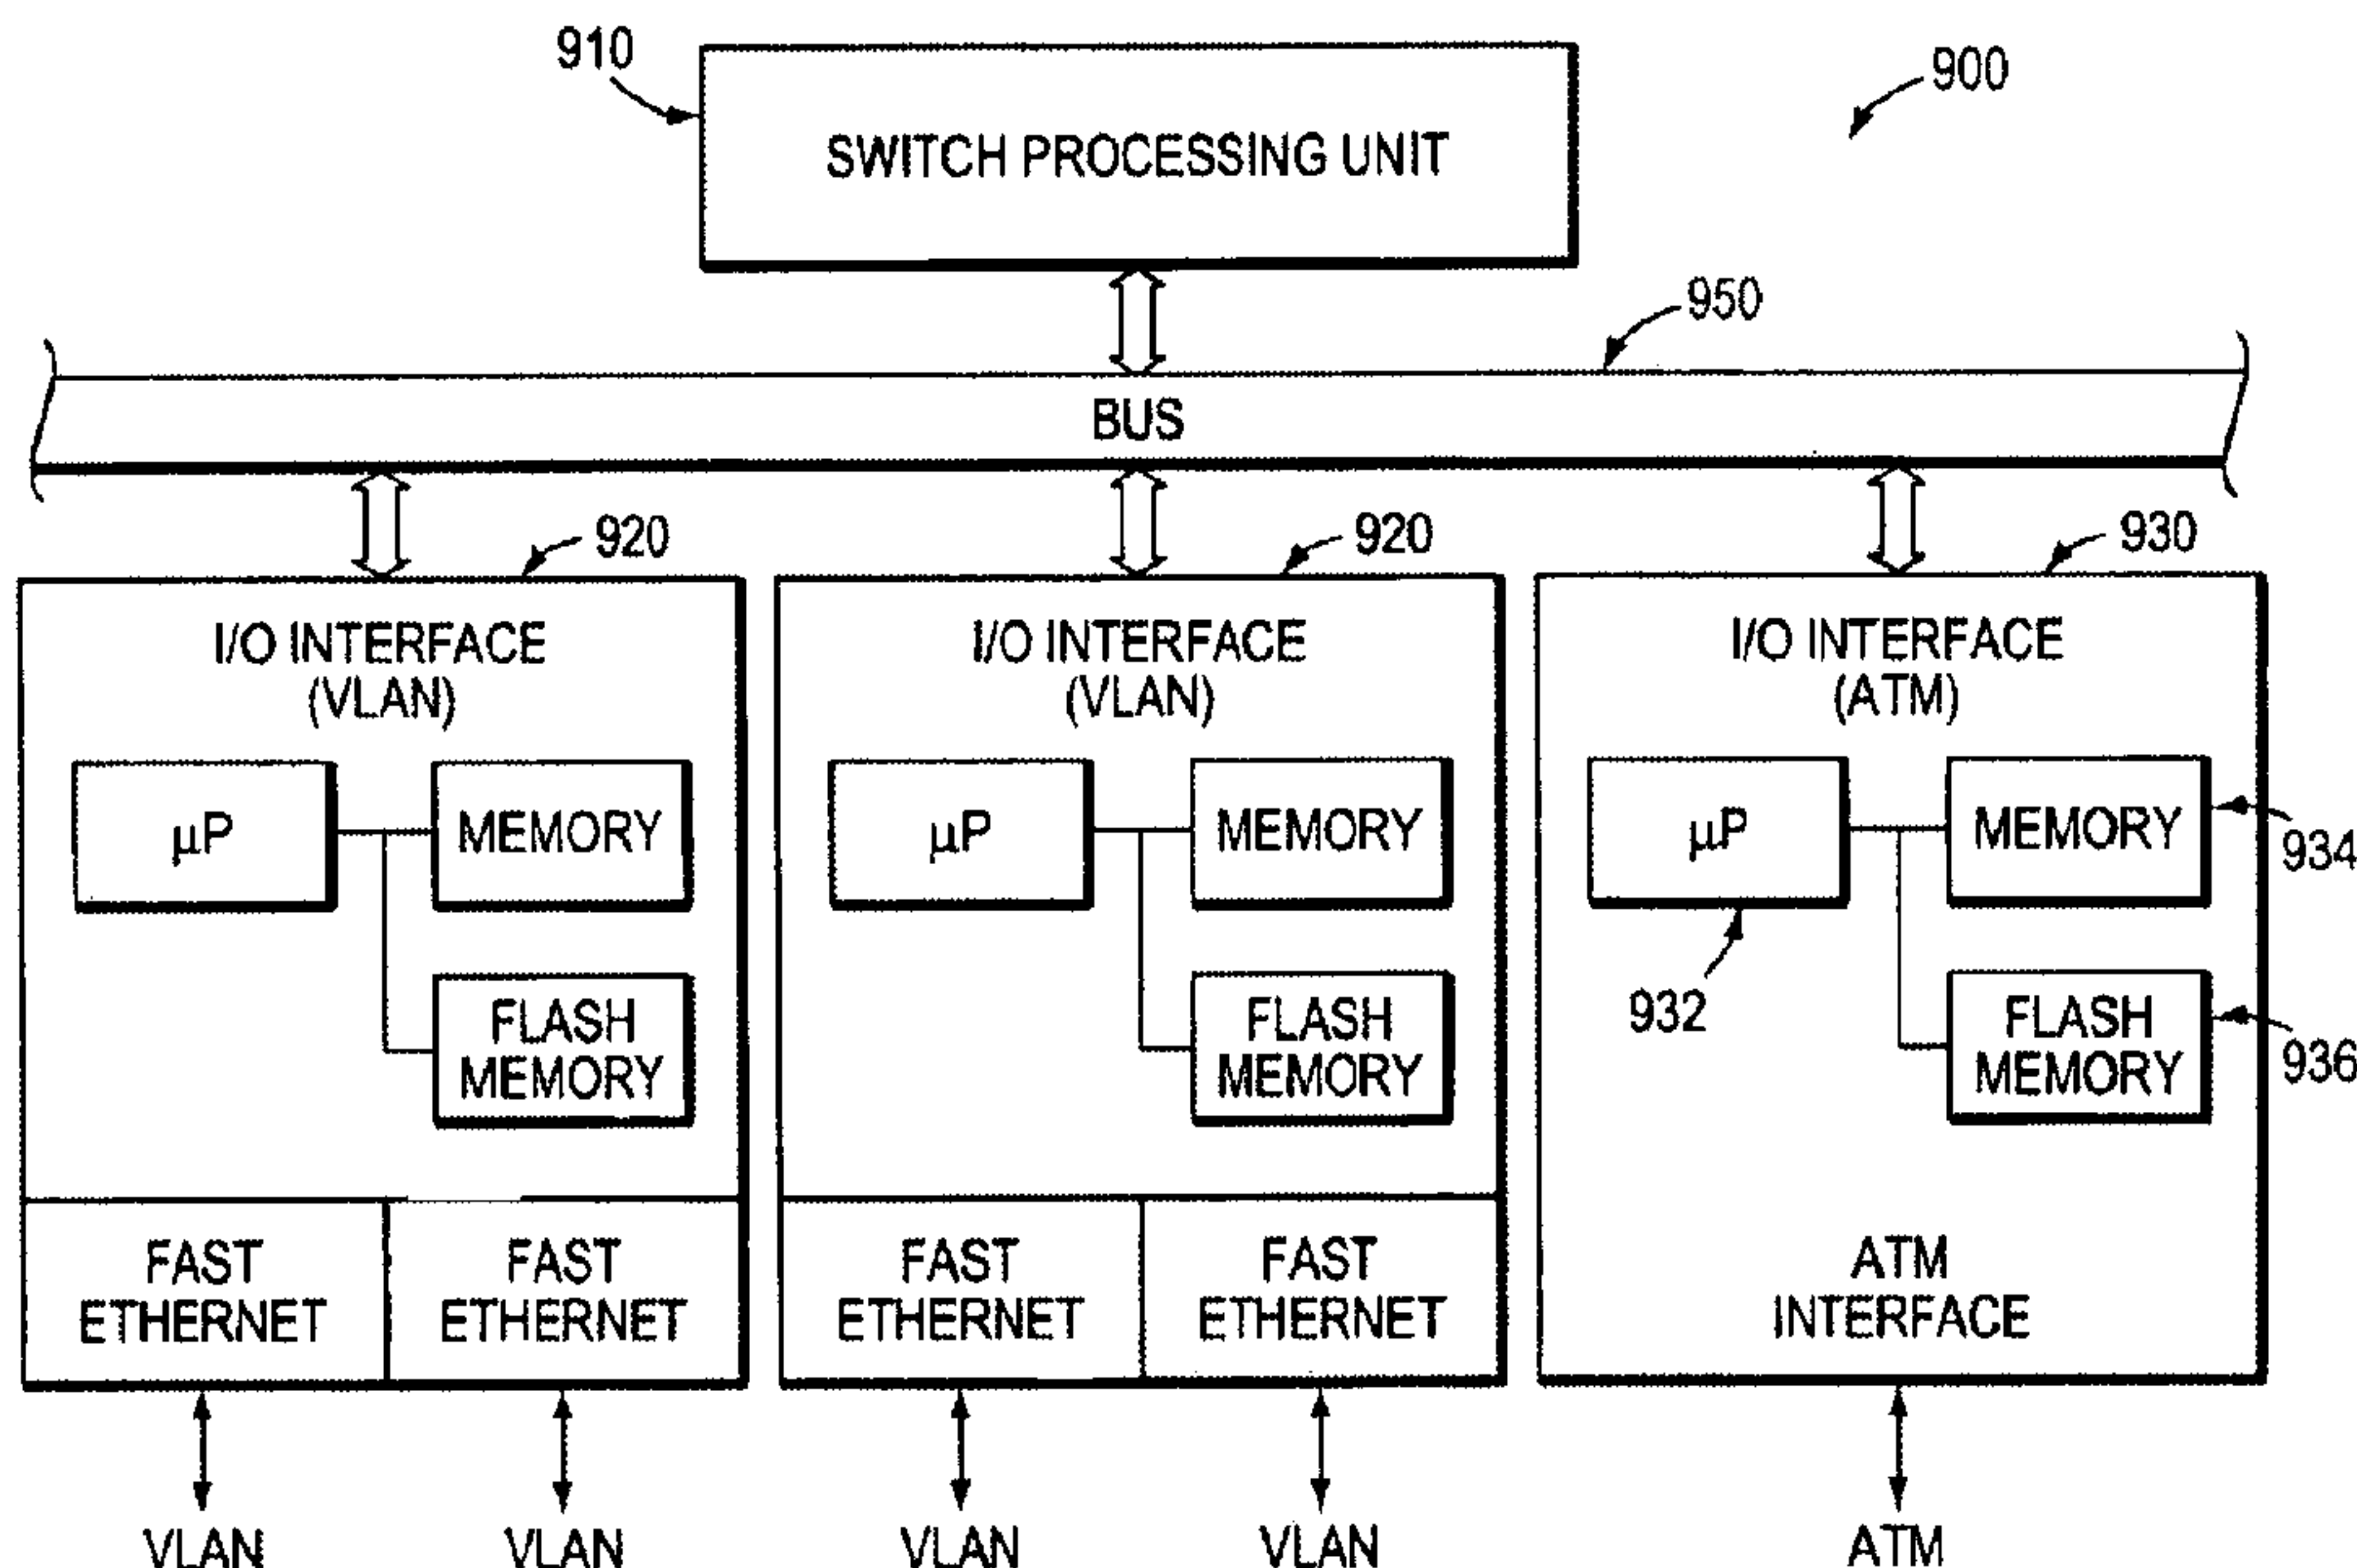 910
900
SWITCH PROCESSING UNIT
950
BUS
920
920
930
I/O INTERFACE
(VLAN)
I/O INTERFACE
(VLAN)
I/O INTERFACE
(ATM)
µP
MEMORY
µP
MEMORY
µP
MEMORY
934
932
FLASH
MEMORY
FLASH
MEMORY
FLASH
MEMORY
936
FAST
ETHERNET
FAST
ETHERNET
FAST
ETHERNET
FAST
ETHERNET
ATM
INTERFACE
VLAN
VLAN
VLAN
VLAN
ATM